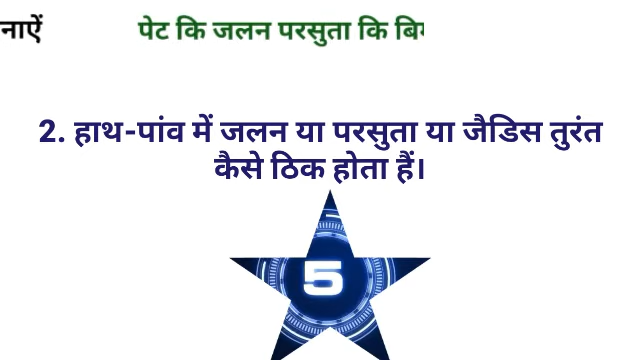 नाऐं पेट कि जलन परसुता कि
2. हाथ-पांव में जलन या परसुता या जैडिस तुरंत
कैसे ठिक होता हैं।
5